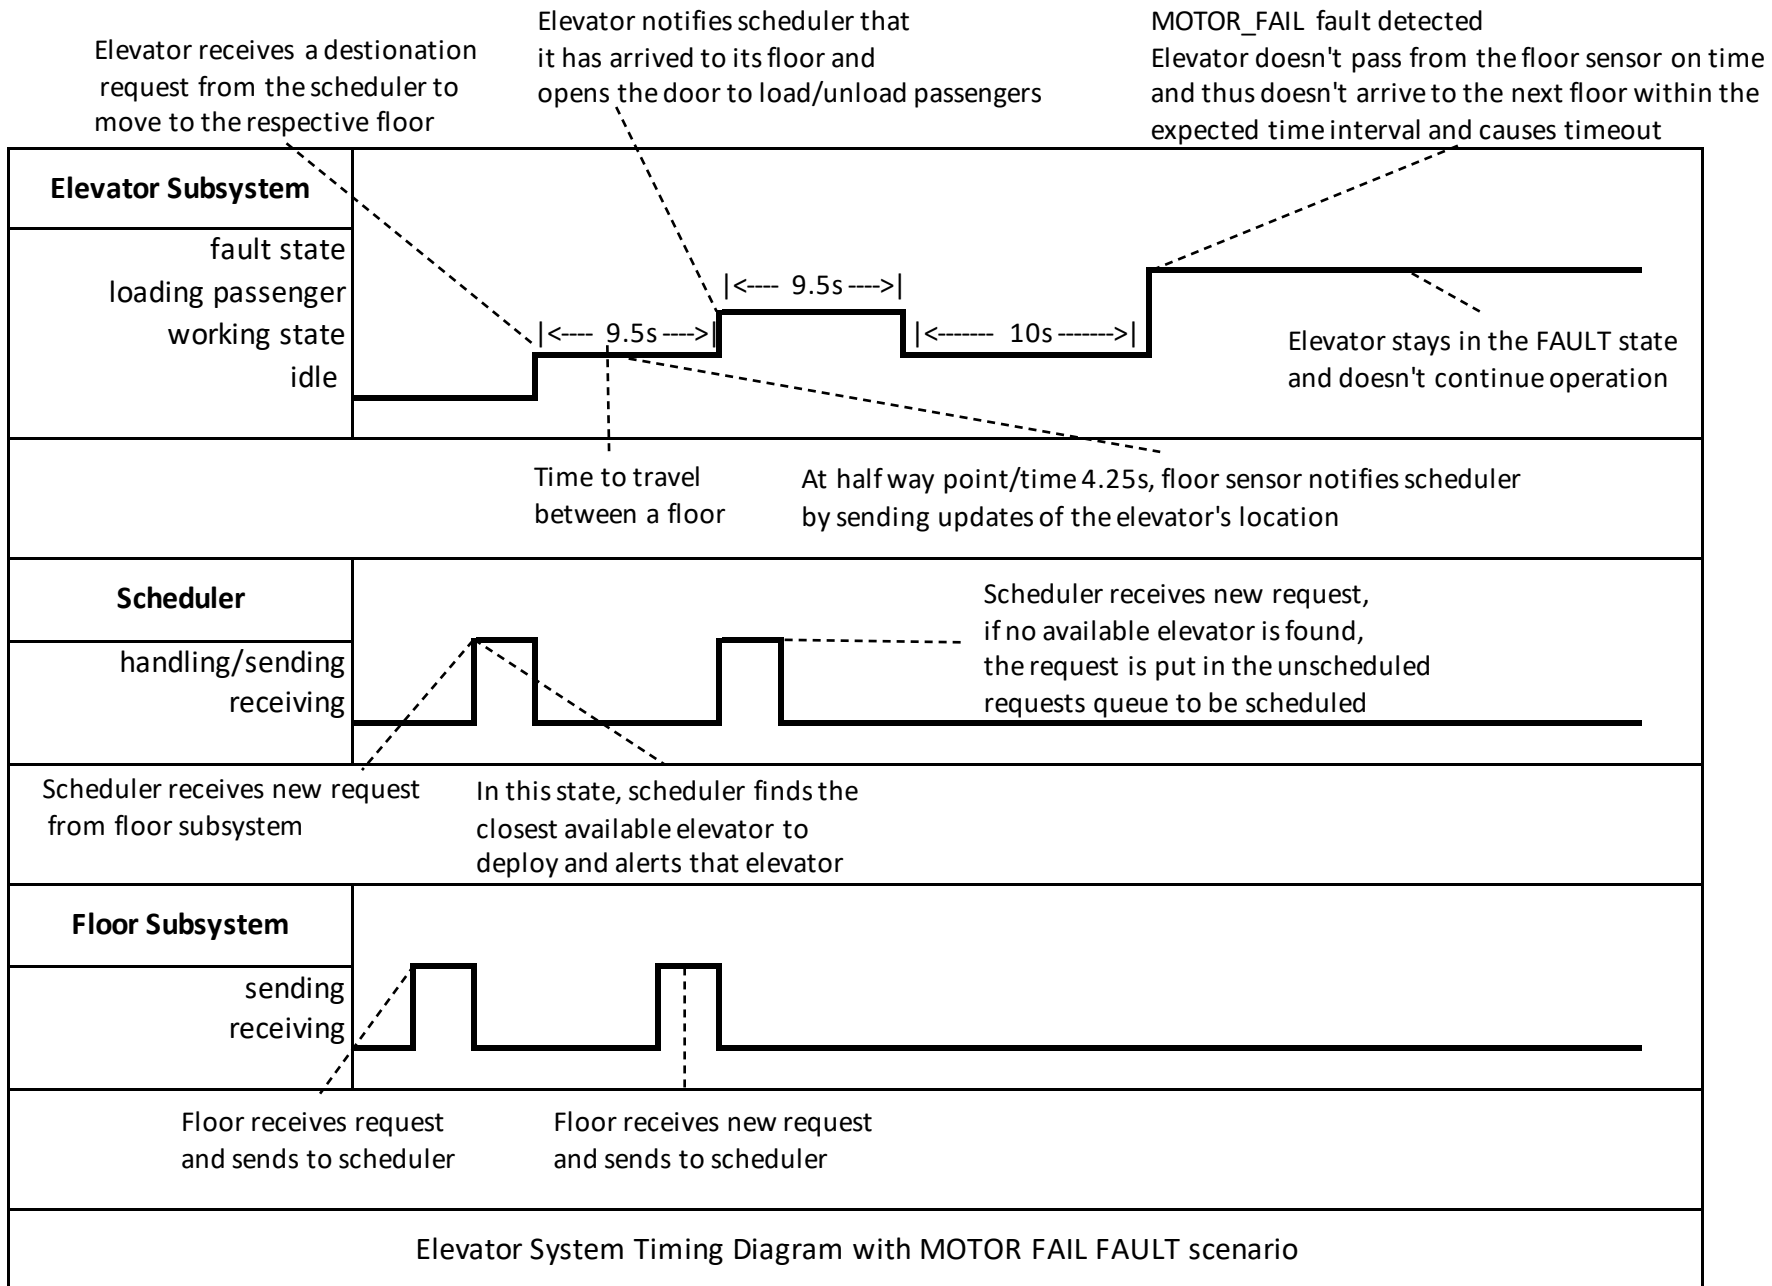 Elevator receives a destionation
request from the scheduler to
move to the respective floor
Elevator notifies scheduler that
it has arrived to its floor and
opens the door to load/unload passengers
MOTOR_FAIL fault detected
Elevator doesn't pass from the floor sensor on time
and thus doesn't arrive to the next floor within the
expected time interval and causes timeout
Elevator Subsystem
fault state
loading passenger
working state
idle
|<---- 9.5s ---->|
|<---- 9.5s ---->|
|<------- 10s ------->|
Elevator stays in the FAULT state
and doesn't continue operation
Time to travel
between a floor
At half way point/time 4.25s, floor sensor notifies scheduler
by sending updates of the elevator's location
Scheduler
handling/sending
receiving
Scheduler receives new request,
if no available elevator is found,
the request is put in the unscheduled
requests queue to be scheduled
Scheduler receives new request
from floor subsystem
In this state, scheduler finds the
closest available elevator to
deploy and alerts that elevator
Floor Subsystem
sending
receiving
Floor receives request
and sends to scheduler
Floor receives new request
and sends to scheduler
Elevator System Timing Diagram with MOTOR FAIL FAULT scenario